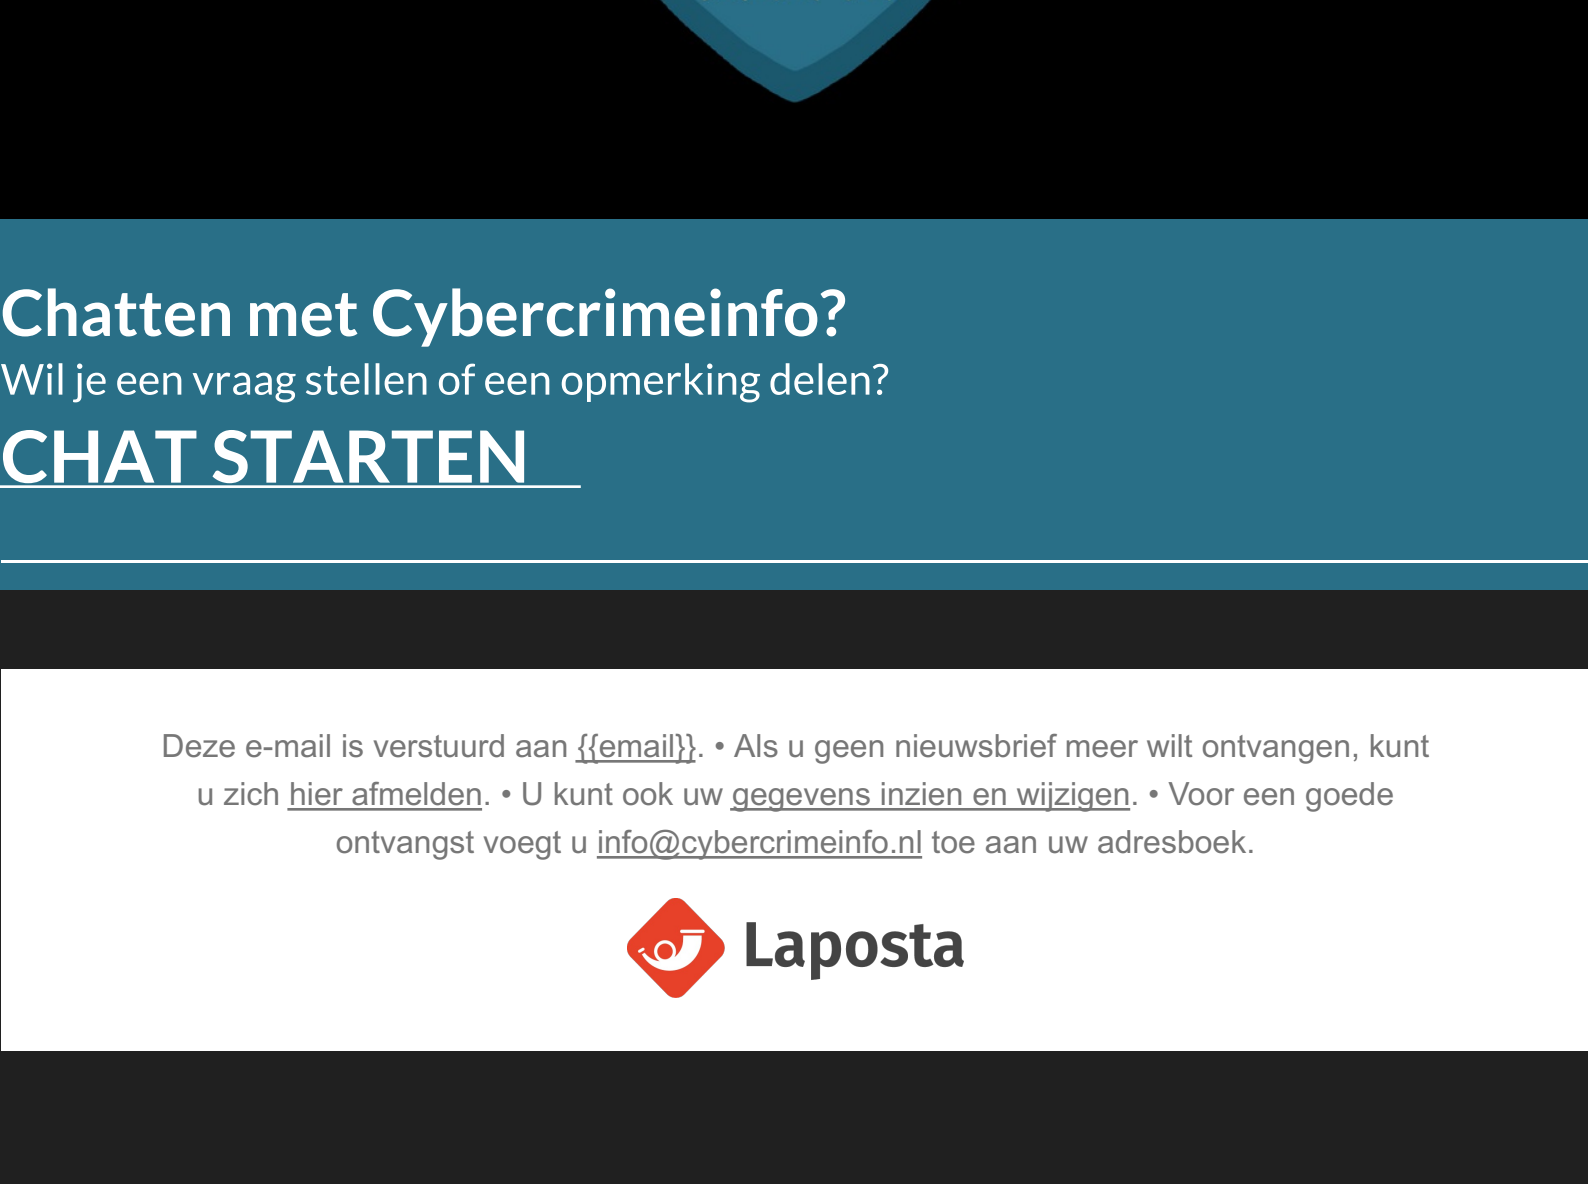 Chatten met Cybercrimeinfo?
Wil je een vraag stellen of een opmerking delen?
CHAT STARTEN
Deze e-mail is verstuurd aan {{email}}. • Als u geen nieuwsbrief meer wilt ontvangen, kunt
u zich hier afmelden. • U kunt ook uw gegevens inzien en wijzigen. • Voor een goede
ontvangst voegt u info@cybercrimeinfo.nl toe aan uw adresboek.
Laposta